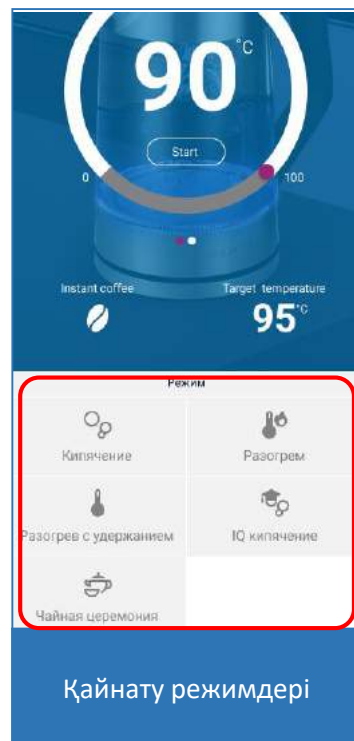 90°C
Start
0 100
Instant coffee Target temperature
95°C
Режим
Кипячение Разогрем
Разогрев с удержанием IQ кипячение
Чайная церемония
Қайнату режимдері